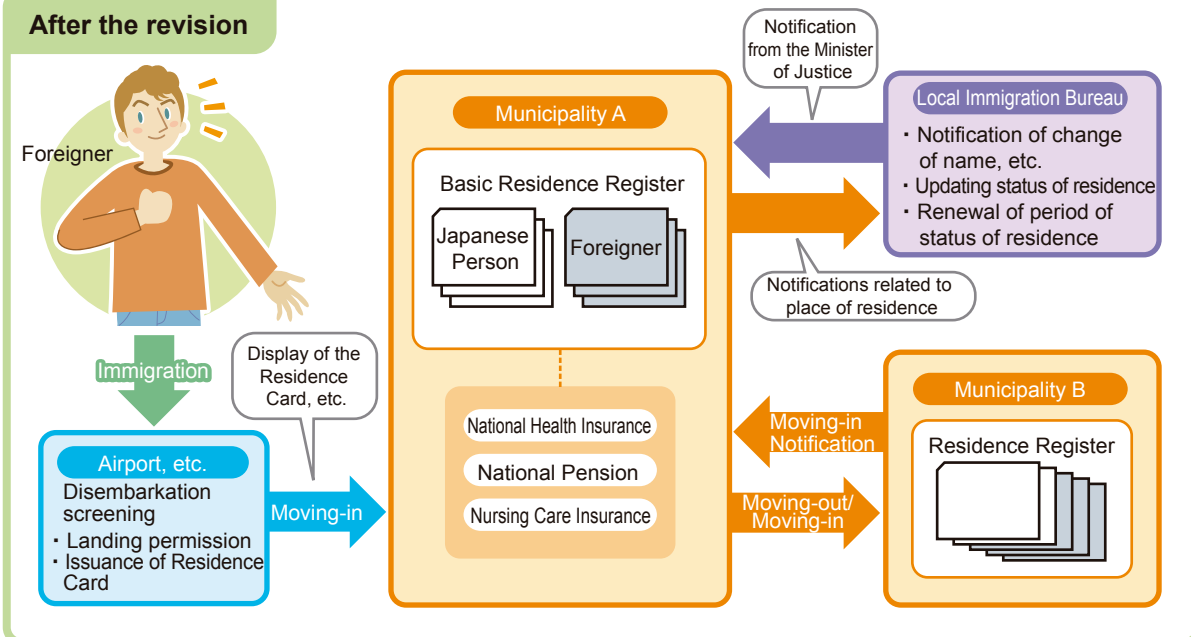 After the revision
Foreigner
Immigration
Airport, etc.
Disembarkation
screening
・Landing permission
・Issuance of Residence
Card
Display of the
Residence
Card, etc.
Moving-in
Municipality A
Basic Residence Register
Japanese
Person
Foreigner
National Health Insurance
National Pension
Nursing Care Insurance
Notification
from the Minister
of Justice
Local Immigration Bureau
・Notification of change
of name, etc.
・Updating status of residence
・Renewal of period of
status of residence
Notifications related to
place of residence
Moving-in
Notification
Moving-out/
Moving-in
Municipality B
Residence Register